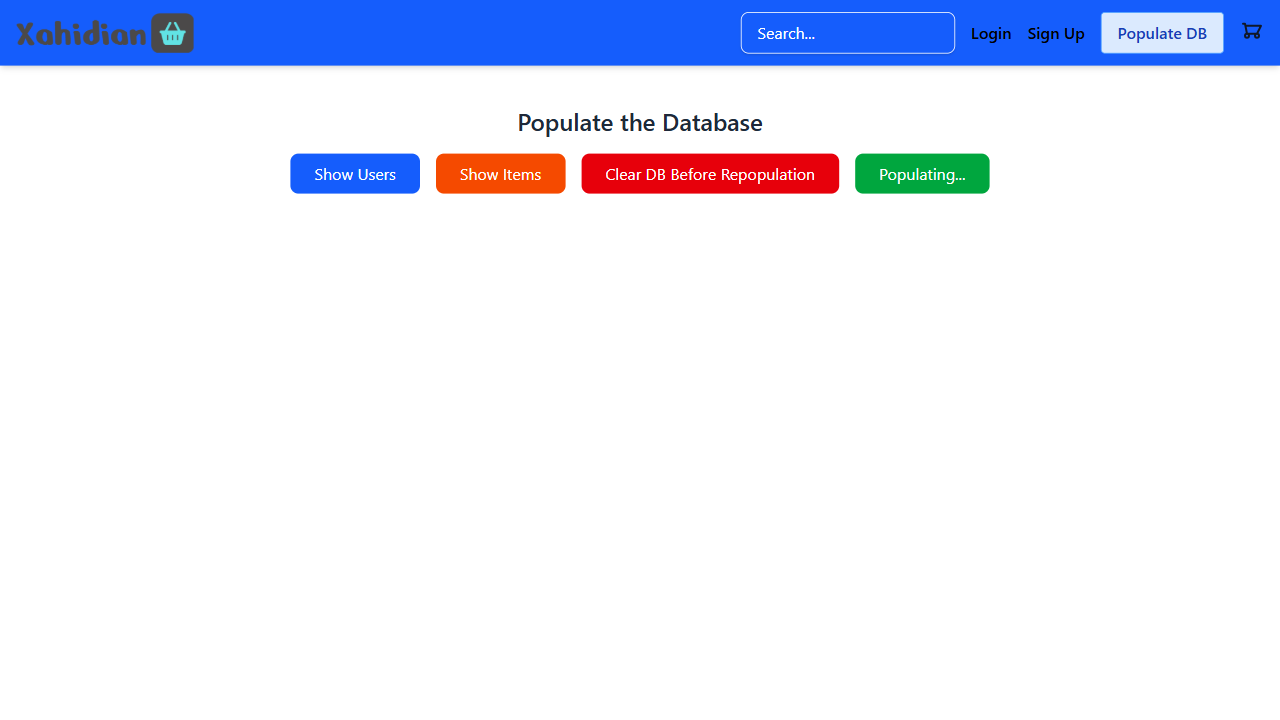 Xahidian
Search...
Login
Sign Up
Populate DB
Populate the Database
Show Users
Show Items
Clear DB Before Repopulation
Populating...